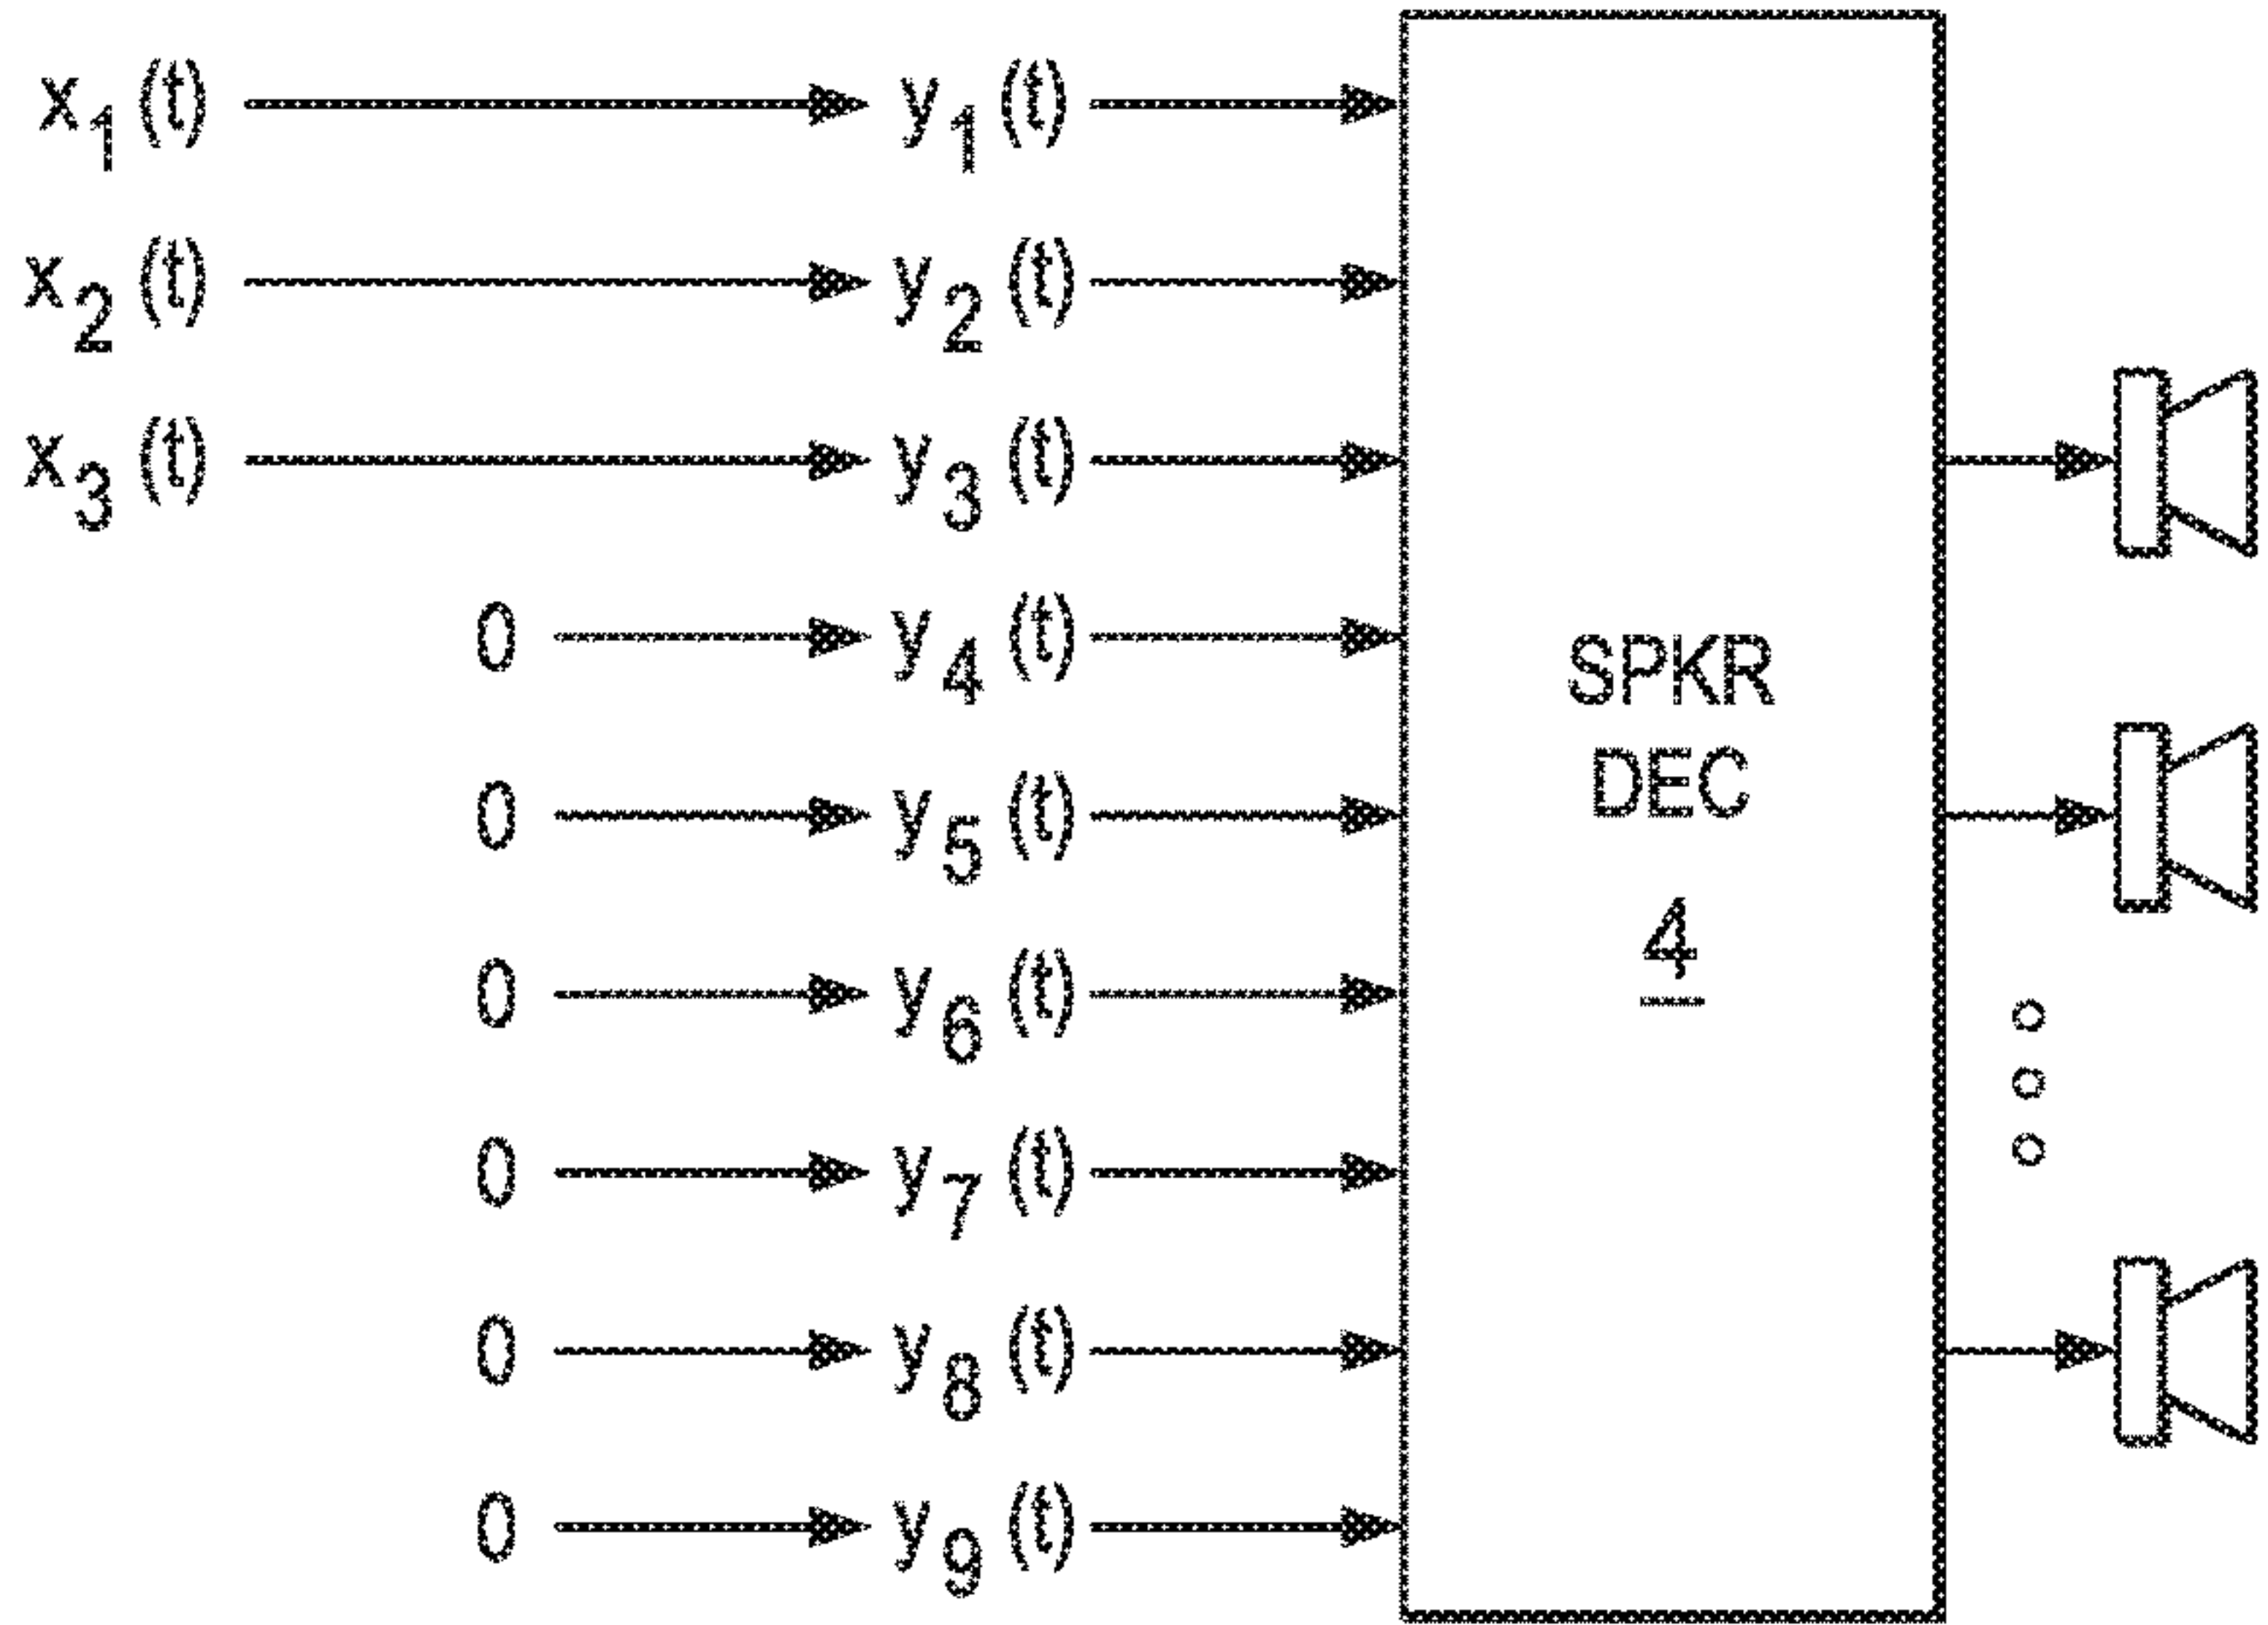 x1(t) y1(t)
x2(t) y2(t)
x3(t) y3(t)
0 y4(t)
0 y5(t)
0 y6(t)
0 y7(t)
0 y8(t)
0 y9(t)
SPKR
DEC
4